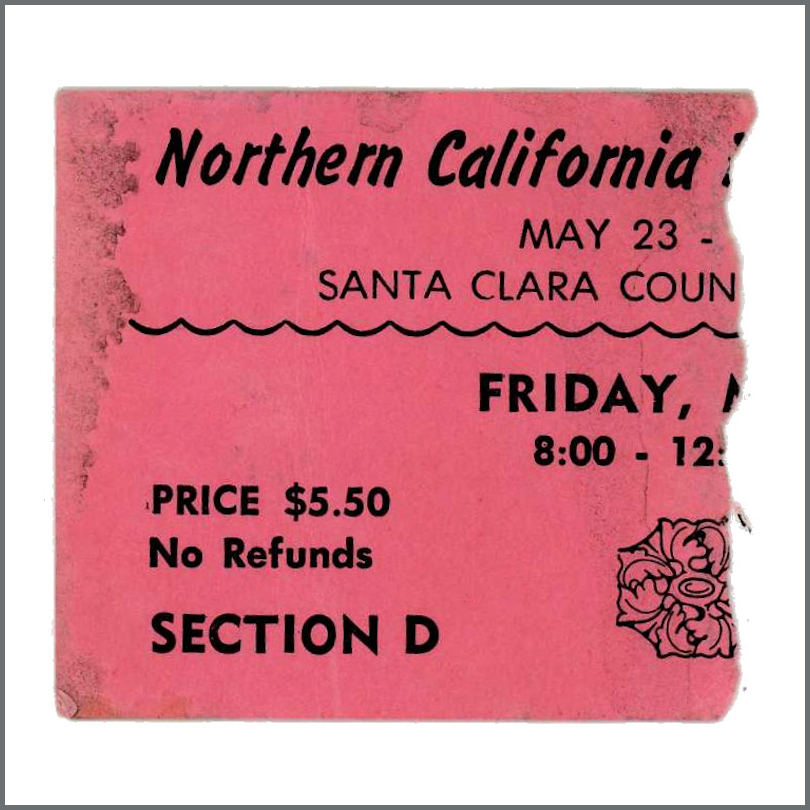 Northern California
MAY 23 -
SANTA CLARA COUN
FRIDAY,
8:00 - 12:
PRICE $5.50
No Refunds
SECTION D